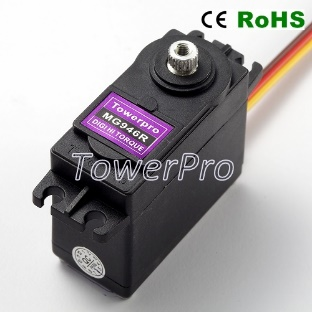 CE RoHS
Towerpro
MG946R
DIGI HI TORQUE
TowerPro